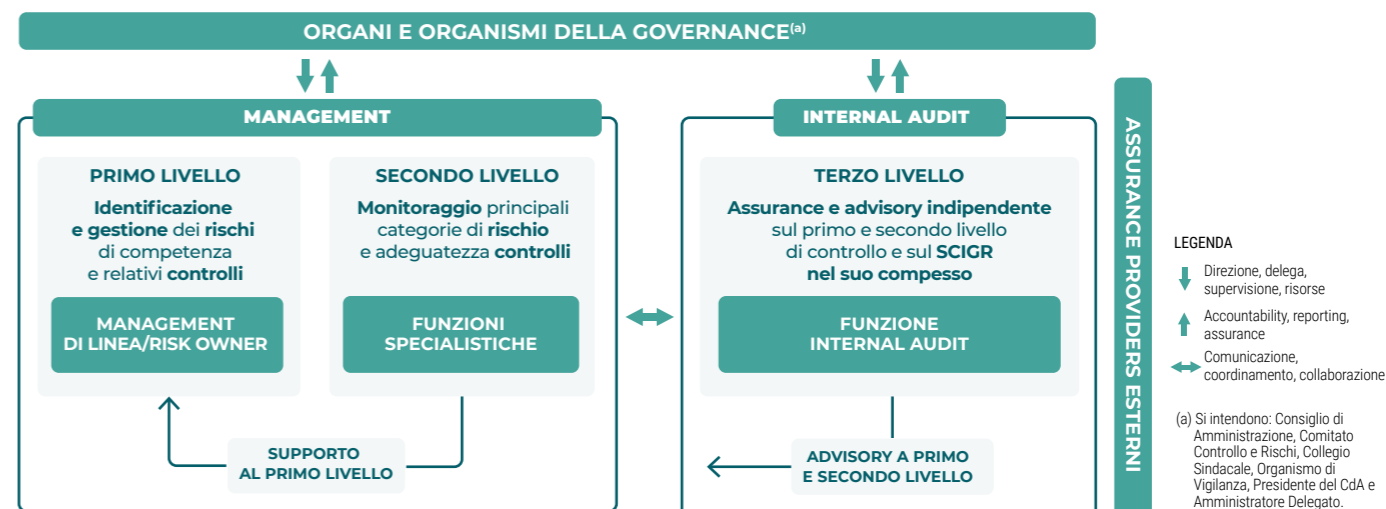 ORGANI E ORGANISMI DELLA GOVERNANCE(a)
MANAGEMENT
PRIMO LIVELLO
Identificazione
e gestione dei rischi
di competenza
e relativi controlli
MANAGEMENT
DI LINEA/RISK OWNER
SECONDO LIVELLO
Monitoraggio principali
categorie di rischio
e adeguatezza controlli
FUNZIONI
SPECIALISTICHE
SUPPORTO
AL PRIMO LIVELLO
INTERNAL AUDIT
TERZO LIVELLO
Assurance e advisory indipendente
sul primo e secondo livello
di controllo e sul SCIGR
nel suo compesso
FUNZIONE
INTERNAL AUDIT
ADVISORY A PRIMO
E SECONDO LIVELLO
ASSURANCE PROVIDERS ESTERNI
LEGENDA
Direzione, delega,
supervisione, risorse
Accountability, reporting,
assurance
Comunicazione,
coordinamento, collaborazione
(a) Si intendono: Consiglio di
Amministrazione, Comitato
Controllo e Rischi, Collegio
Sindacale, Organismo di
Vigilanza, Presidente del CdA e
Amministratore Delegato.